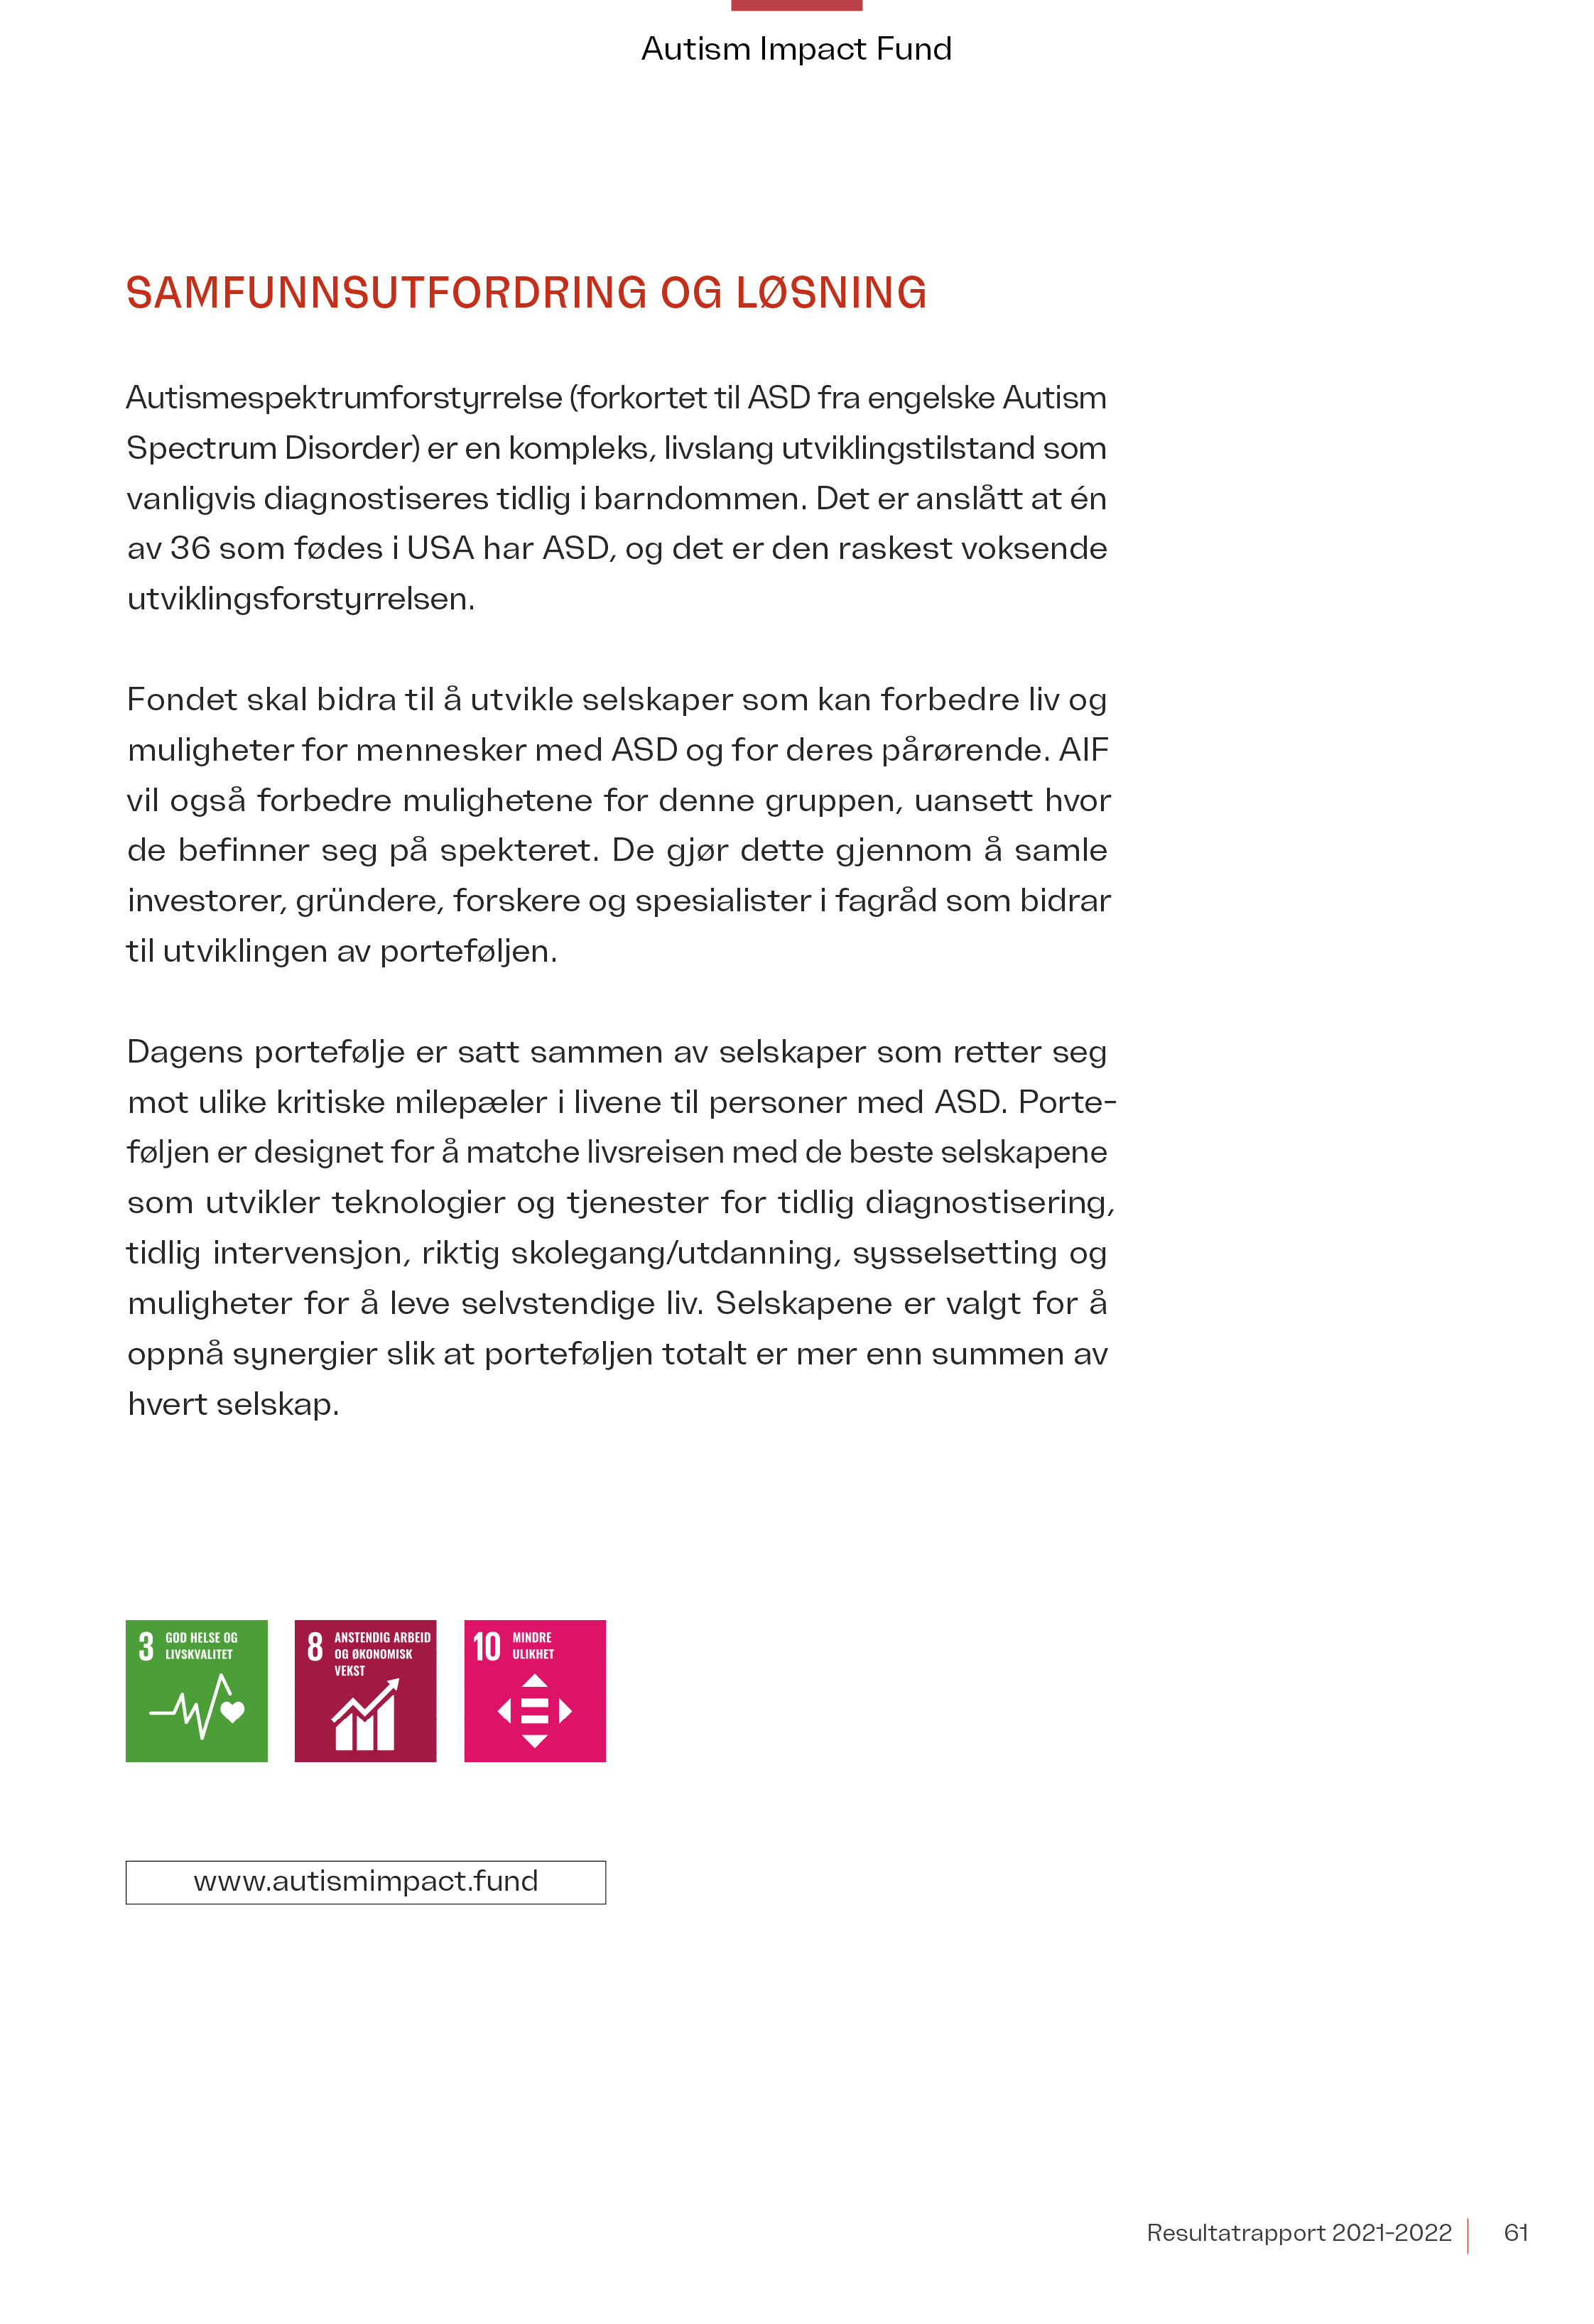 Autism Impact Fund
SAMFUNNSUTFORDRING OG LØSNING
Autismespektrumforstyrrelse (forkortet til ASD fra engelske Autism
Spectrum Disorder) er en kompleks, livslang utviklingstilstand som
vanligvis diagnostiseres tidlig i barndommen. Det er anslått at én
av 36 som fødes i USA har ASD, og det er den raskest voksende
utviklingsforstyrrelsen.
Fondet skal bidra til å utvikle selskaper som kan forbedre liv og
muligheter for mennesker med ASD og for deres pårørende. AIF
vil også forbedre mulighetene for denne gruppen, uansett hvor
de befinner seg på spekteret. De gjør dette gjennom å samle
investorer, gründere, forskere og spesialister i fagråd som bidrar
til utviklingen av porteføljen.
Dagens portefølje er satt sammen av selskaper som retter seg
mot ulike kritiske milepæler i livene til personer med ASD. Porte-
føljen er designet for å matche livsreisen med de beste selskapene
som utvikler teknologier og tjenester for tidlig diagnostisering,
tidlig intervensjon, riktig skolegang/utdanning, sysselsetting og
muligheter for å leve selvstendige liv. Selskapene er valgt for å
oppnå synergier slik at porteføljen totalt er mer enn summen av
hvert selskap.
3 GOD HELSE OG
LIVSKVALITET
8 ANSTENDIG ARBEID
OG ØKONOMISK
VEKST
10 MINDRE
ULIKHET
www.autismimpact.fund
Resultatrapport 2021-2022 61